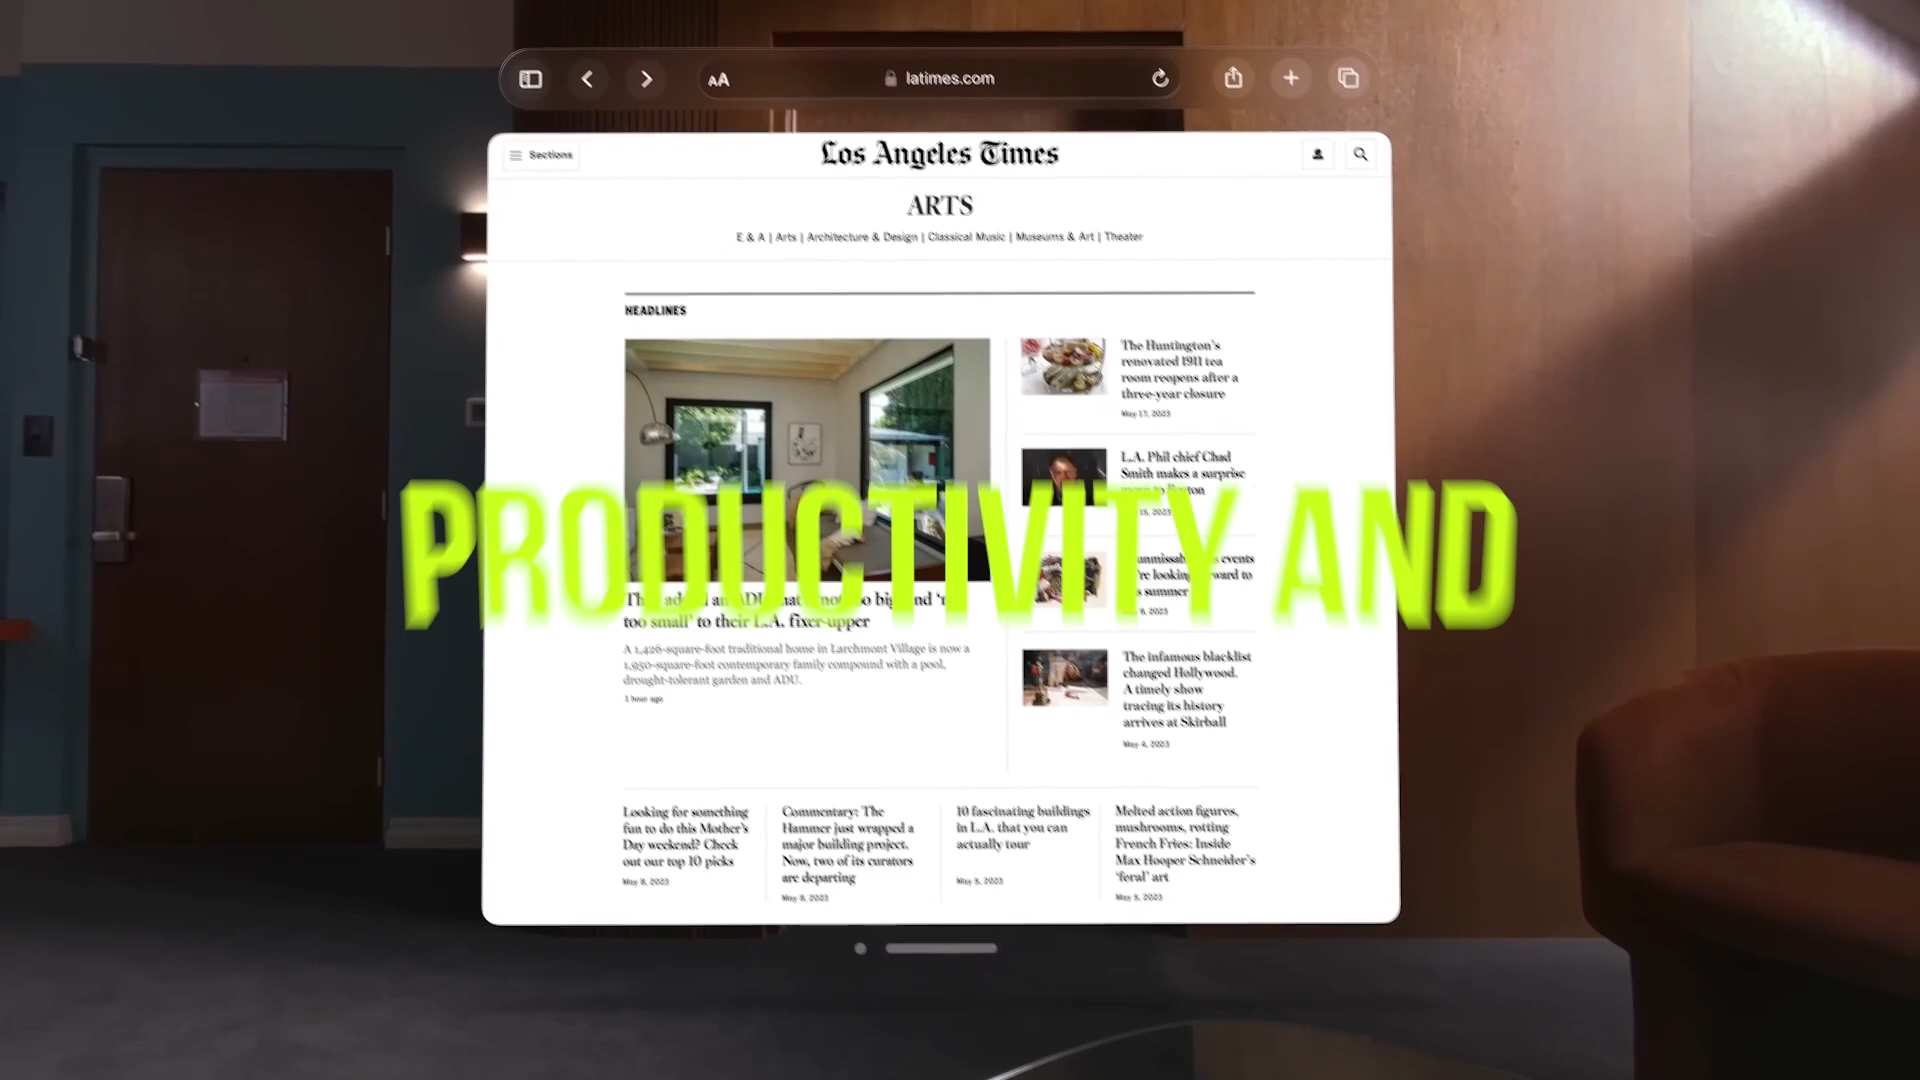 latimes.com
Sections
Los Angeles Times
ARTS
E & A | Arts | Architecture & Design | Classical Music | Museums & Art | Theater
HEADLINES
The Huntington's
renovated 1911 tea
room reopens after a
three-year closure
May 17, 2023
L.A. Phil chief Chad
Smith makes a surprise
PRODUCTIVITY AND
events
looking
summer
too small' to their L.A. fixer-upper
A 1,426-square-foot traditional home in Larchmont Village is now a
1,950-square-foot contemporary family compound with a pool,
drought-tolerant garden and ADU.
1 hour ago
The infamous blacklist
changed Hollywood.
A timely show
tracing its history
arrives at Skirball
May 4, 2023
Looking for something
fun to do this Mother's
Day weekend? Check
out our top 10 picks
May 8, 2023
Commentary: The
Hammer just wrapped a
major building project.
Now, two of its curators
are departing
May 8, 2023
10 fascinating buildings
in L.A. that you can
actually tour
May 5, 2023
Melted action figures,
mushrooms, rotting
French Fries: Inside
Max Hooper Schneider's
'feral' art
May 5, 2023